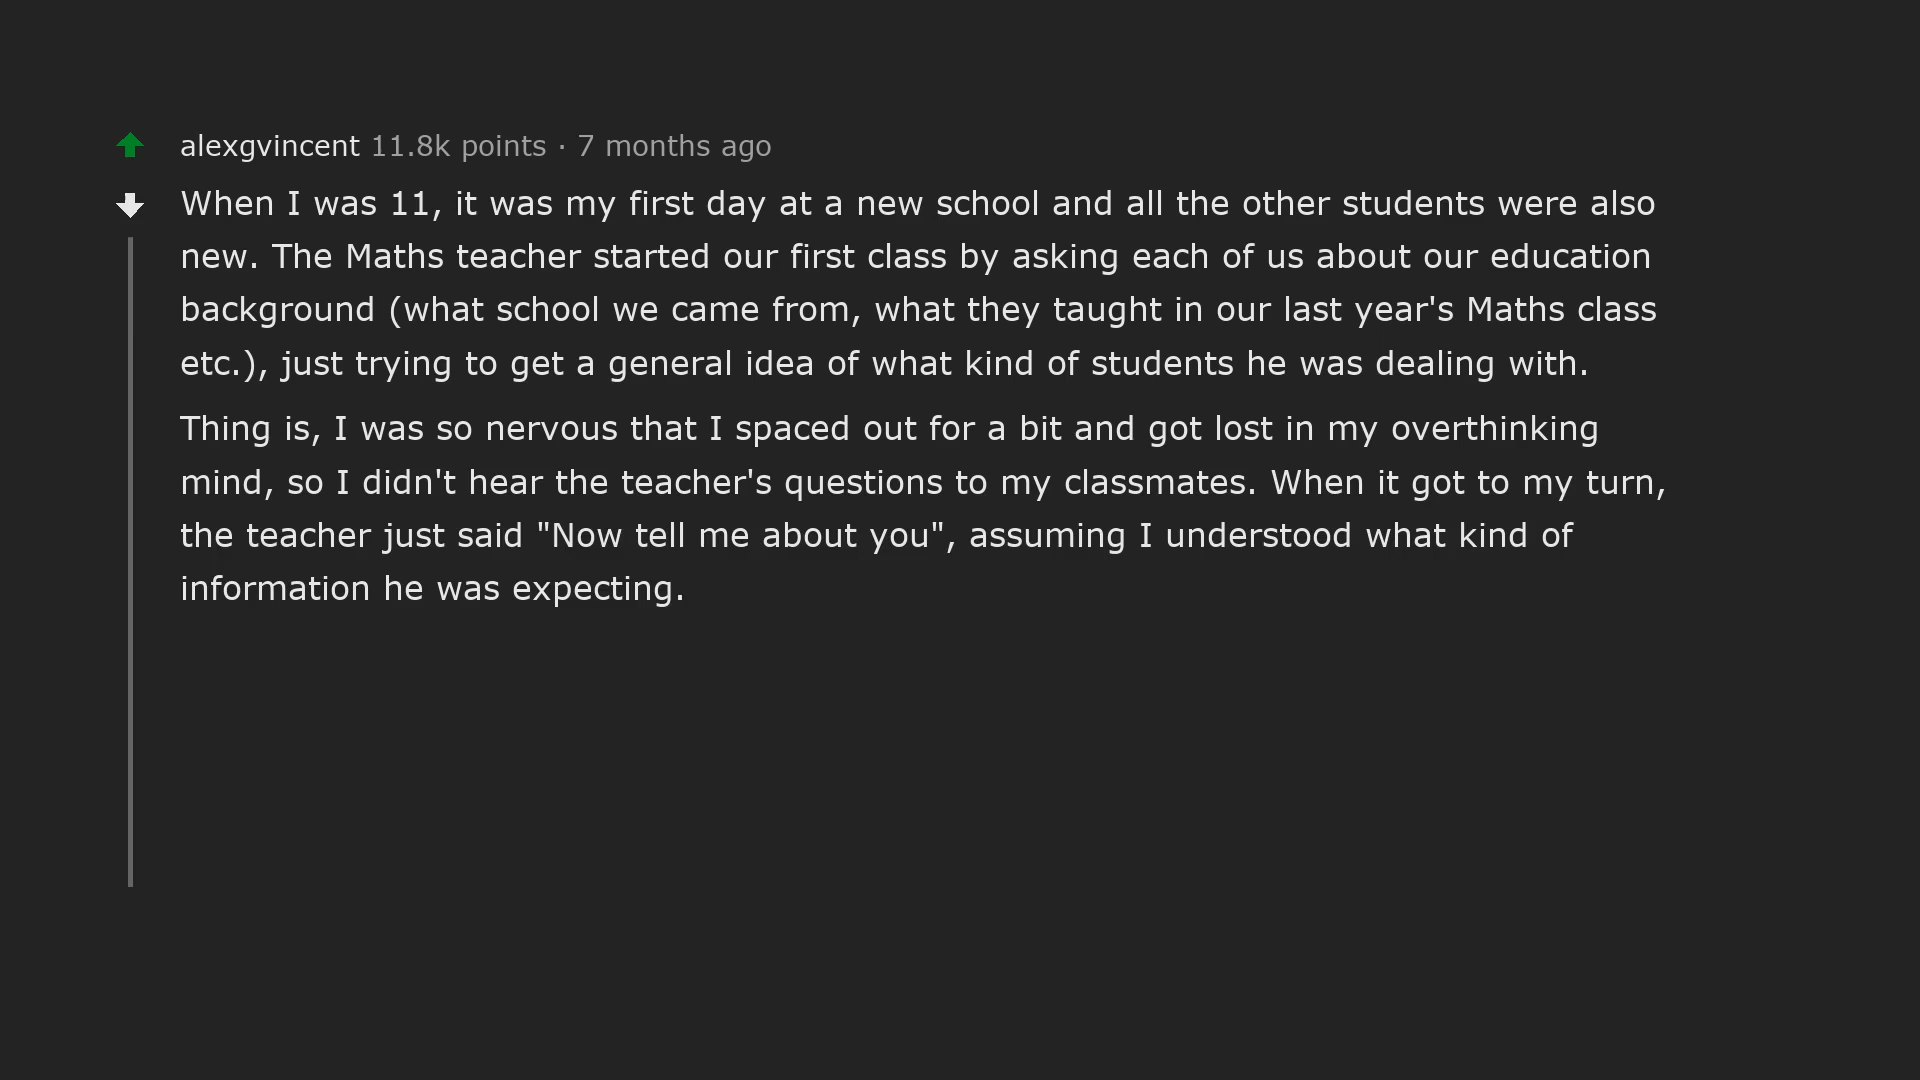 alexgvincent 11.8k points · 7 months ago
When I was 11, it was my first day at a new school and all the other students were also
new. The Maths teacher started our first class by asking each of us about our education
background (what school we came from, what they taught in our last year's Maths class
etc.), just trying to get a general idea of what kind of students he was dealing with.
Thing is, I was so nervous that I spaced out for a bit and got lost in my overthinking
mind, so I didn't hear the teacher's questions to my classmates. When it got to my turn,
the teacher just said "Now tell me about you", assuming I understood what kind of
information he was expecting.